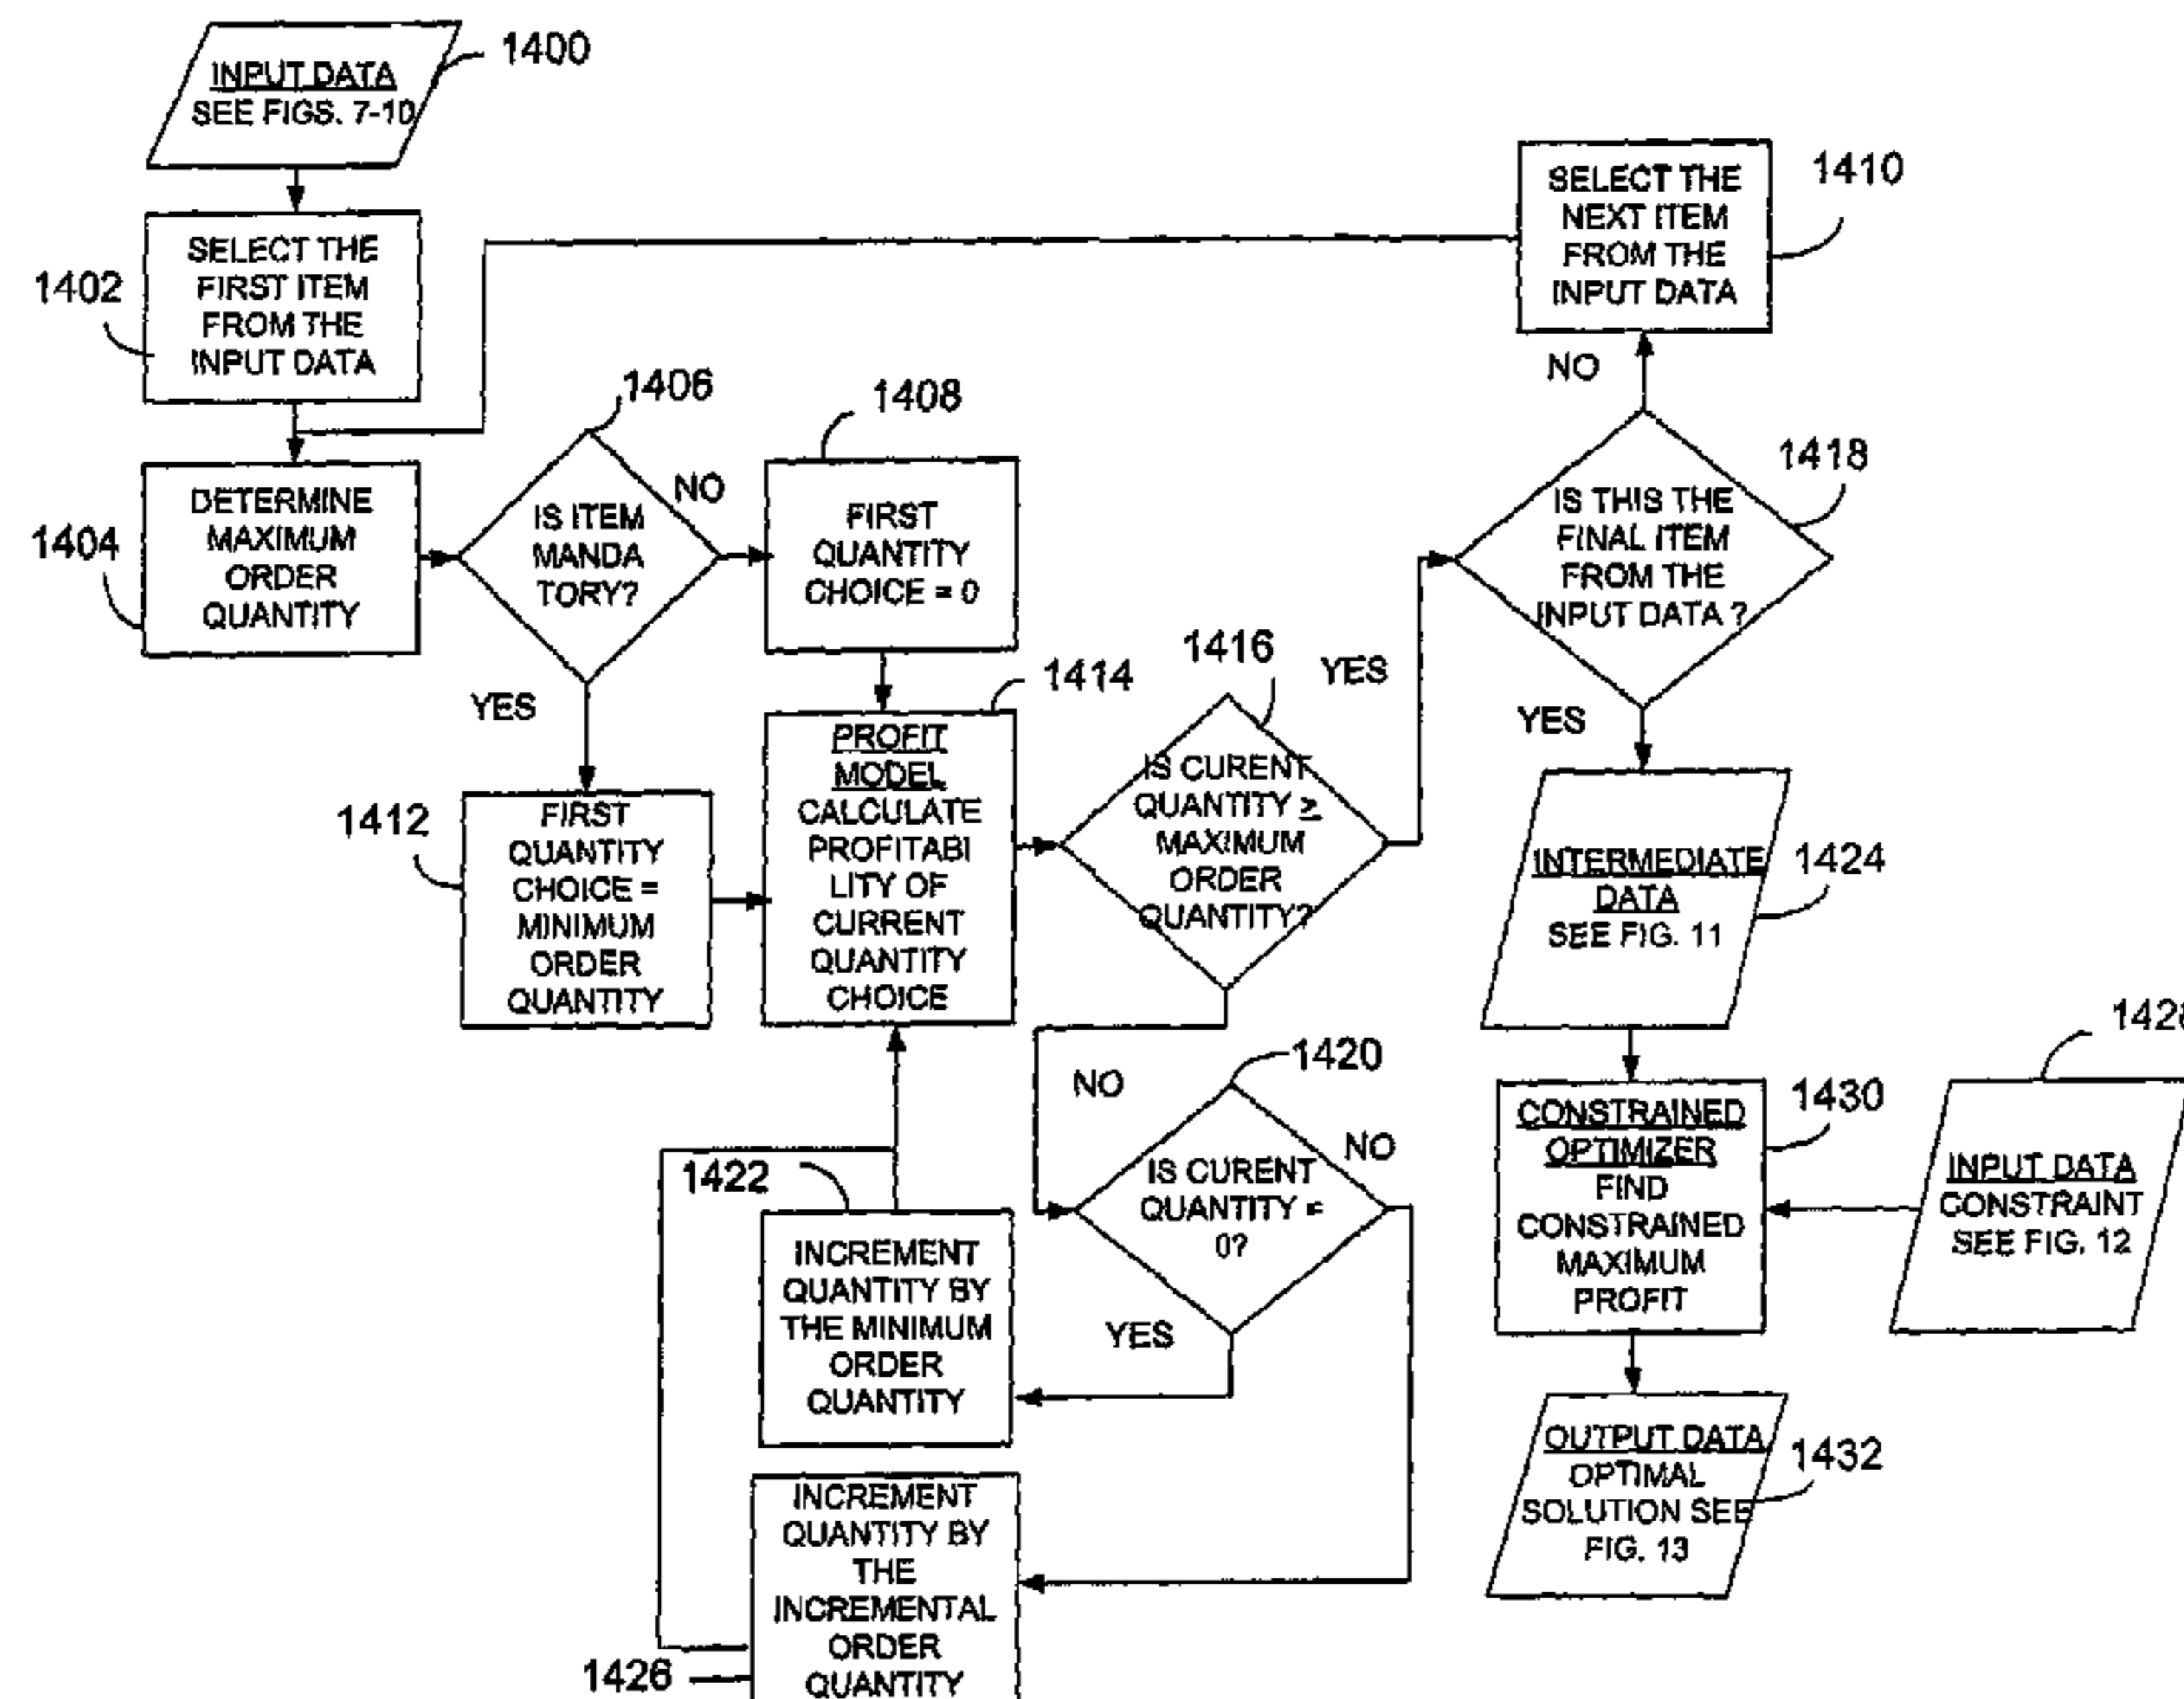 1400
INPUT DATA
SEE FIGS. 7-10
1402
SELECT THE
FIRST ITEM
FROM THE
INPUT DATA
SELECT THE
NEXT ITEM
FROM THE
INPUT DATA
1410
1404
DETERMINE
MAXIMUM
ORDER
QUANTITY
1406
IS ITEM
MANDA
TORY?
NO
YES
1408
FIRST
QUANTITY
CHOICE = 0
1412
FIRST
QUANTITY
CHOICE =
MINIMUM
ORDER
QUANTITY
1414
PROFIT
MODEL
CALCULATE
PROFITABI
LITY OF
CURRENT
QUANTITY
CHOICE
1416
IS CURENT
QUANTITY ≥
MAXIMUM
ORDER
QUANTITY?
YES
NO
NO
1418
IS THIS THE
FINAL ITEM
FROM THE
INPUT DATA ?
YES
1420
IS CURENT
QUANTITY =
0?
NO
YES
1422
INCREMENT
QUANTITY BY
THE MINIMUM
ORDER
QUANTITY
INCREMENT
QUANTITY BY
THE
INCREMENTAL
ORDER
QUANTITY
1426
INTERMEDIATE
DATA
SEE FIG. 11
1424
CONSTRAINED
OPTIMIZER
FIND
CONSTRAINED
MAXIMUM
PROFIT
1430
INPUT DATA
CONSTRAINT
SEE FIG. 12
OUTPUT DATA
OPTIMAL
SOLUTION SEE
FIG. 13
1432